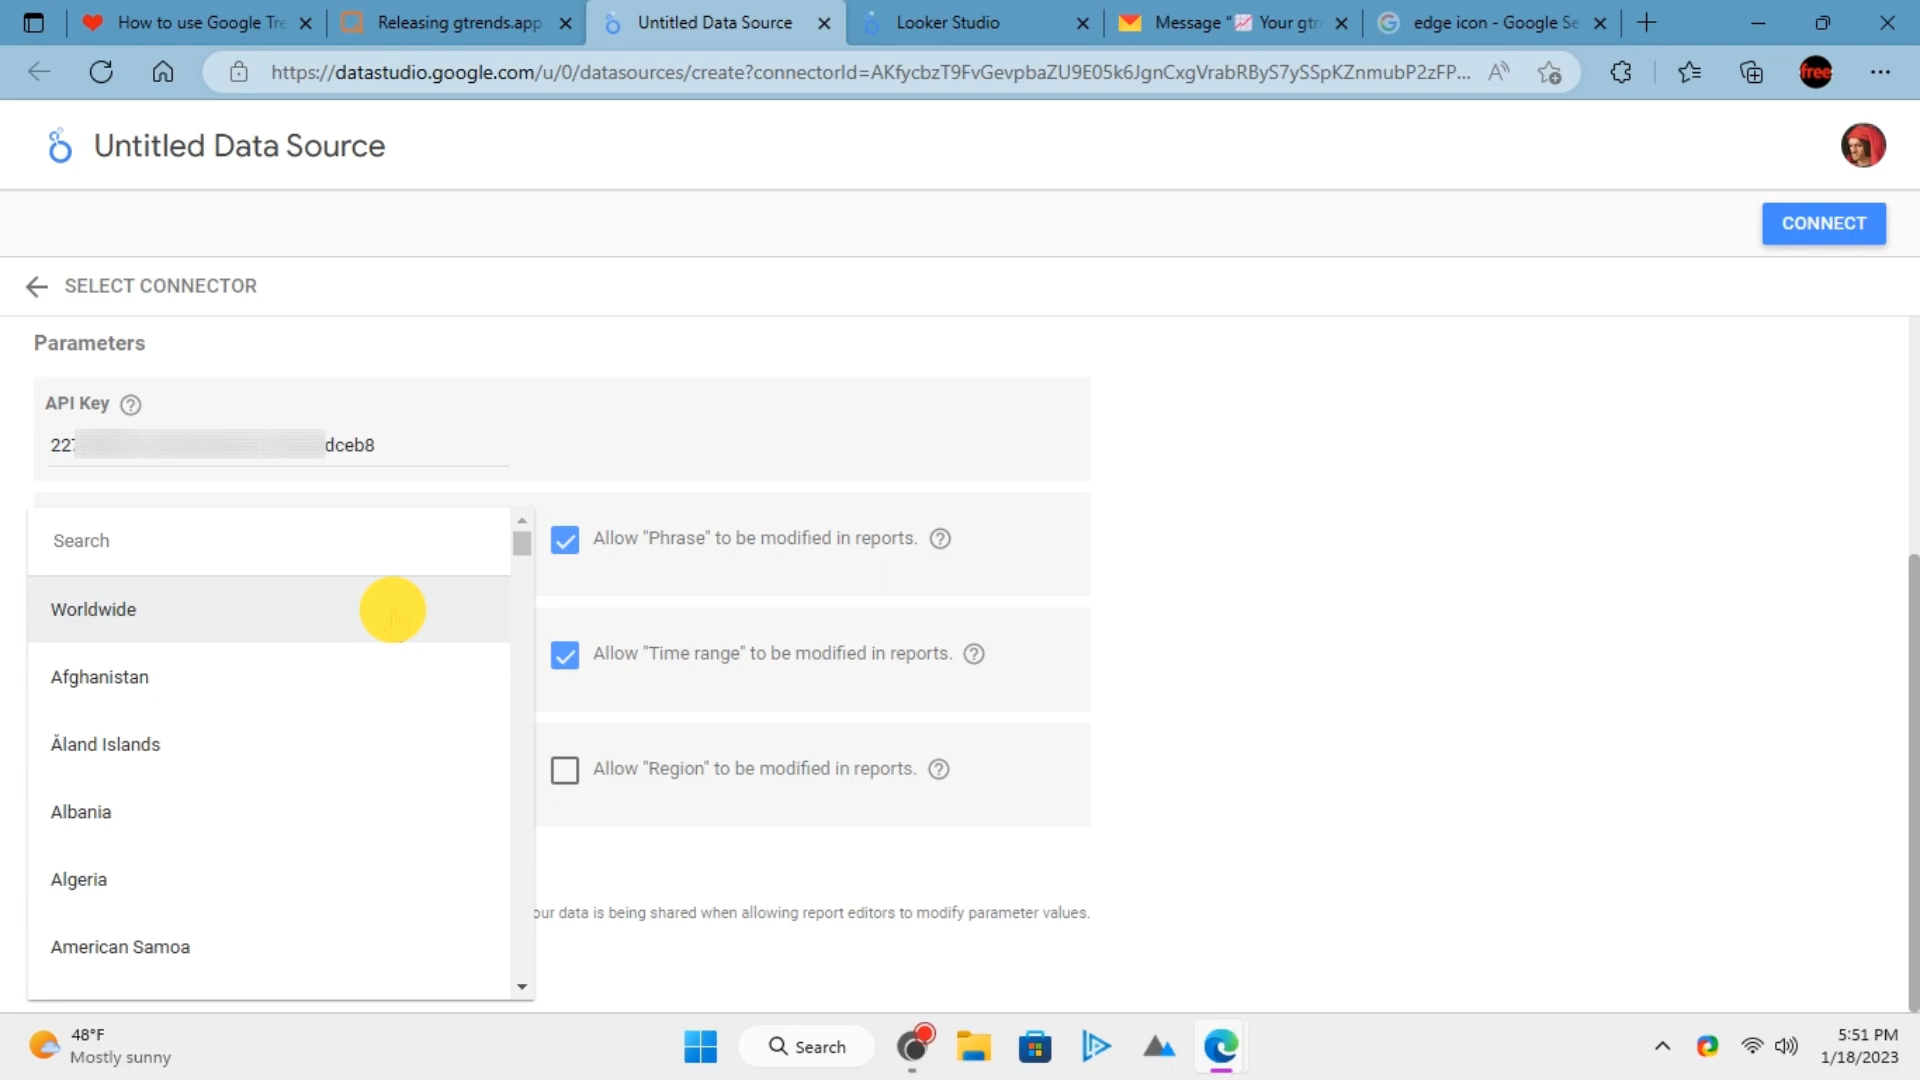 How to use Google Tre
Releasing gtrends.app
Untitled Data Source
Looker Studio
Message "📈 Your gtr
edge icon - Google Se
https://datastudio.google.com/u/0/datasources/create?connectorId=AKfycbzT9FvGevpbaZU9E05k6JgnCxgVrabRByS7ySSpKZnmubP2zFP...
free
Untitled Data Source
CONNECT
SELECT CONNECTOR
Parameters
API Key
227 dceb8
Search
Allow "Phrase" to be modified in reports.
Worldwide
Allow "Time range" to be modified in reports.
Afghanistan
Åland Islands
Allow "Region" to be modified in reports.
Albania
Algeria
our data is being shared when allowing report editors to modify parameter values.
American Samoa
48°F
Mostly sunny
Search
5:51 PM
1/18/2023